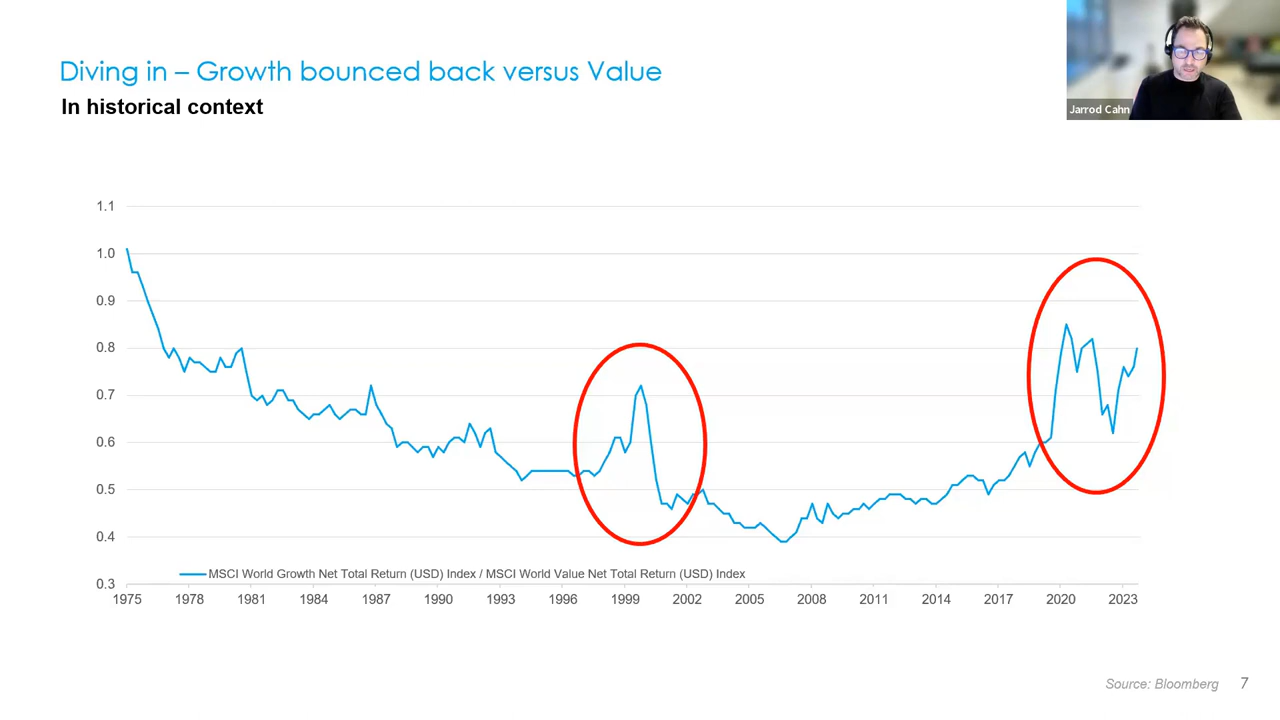 Diving in – Growth bounced back versus Value
In historical context
Jarrod Cahn
1.1
1.0
0.9
0.8
0.7
0.6
0.5
0.4
0.3
MSCI World Growth Net Total Return (USD) Index / MSCI World Value Net Total Return (USD) Index
1975 1978 1981 1984 1987 1990 1993 1996 1999 2002 2005 2008 2011 2014 2017 2020 2023
Source: Bloomberg 7